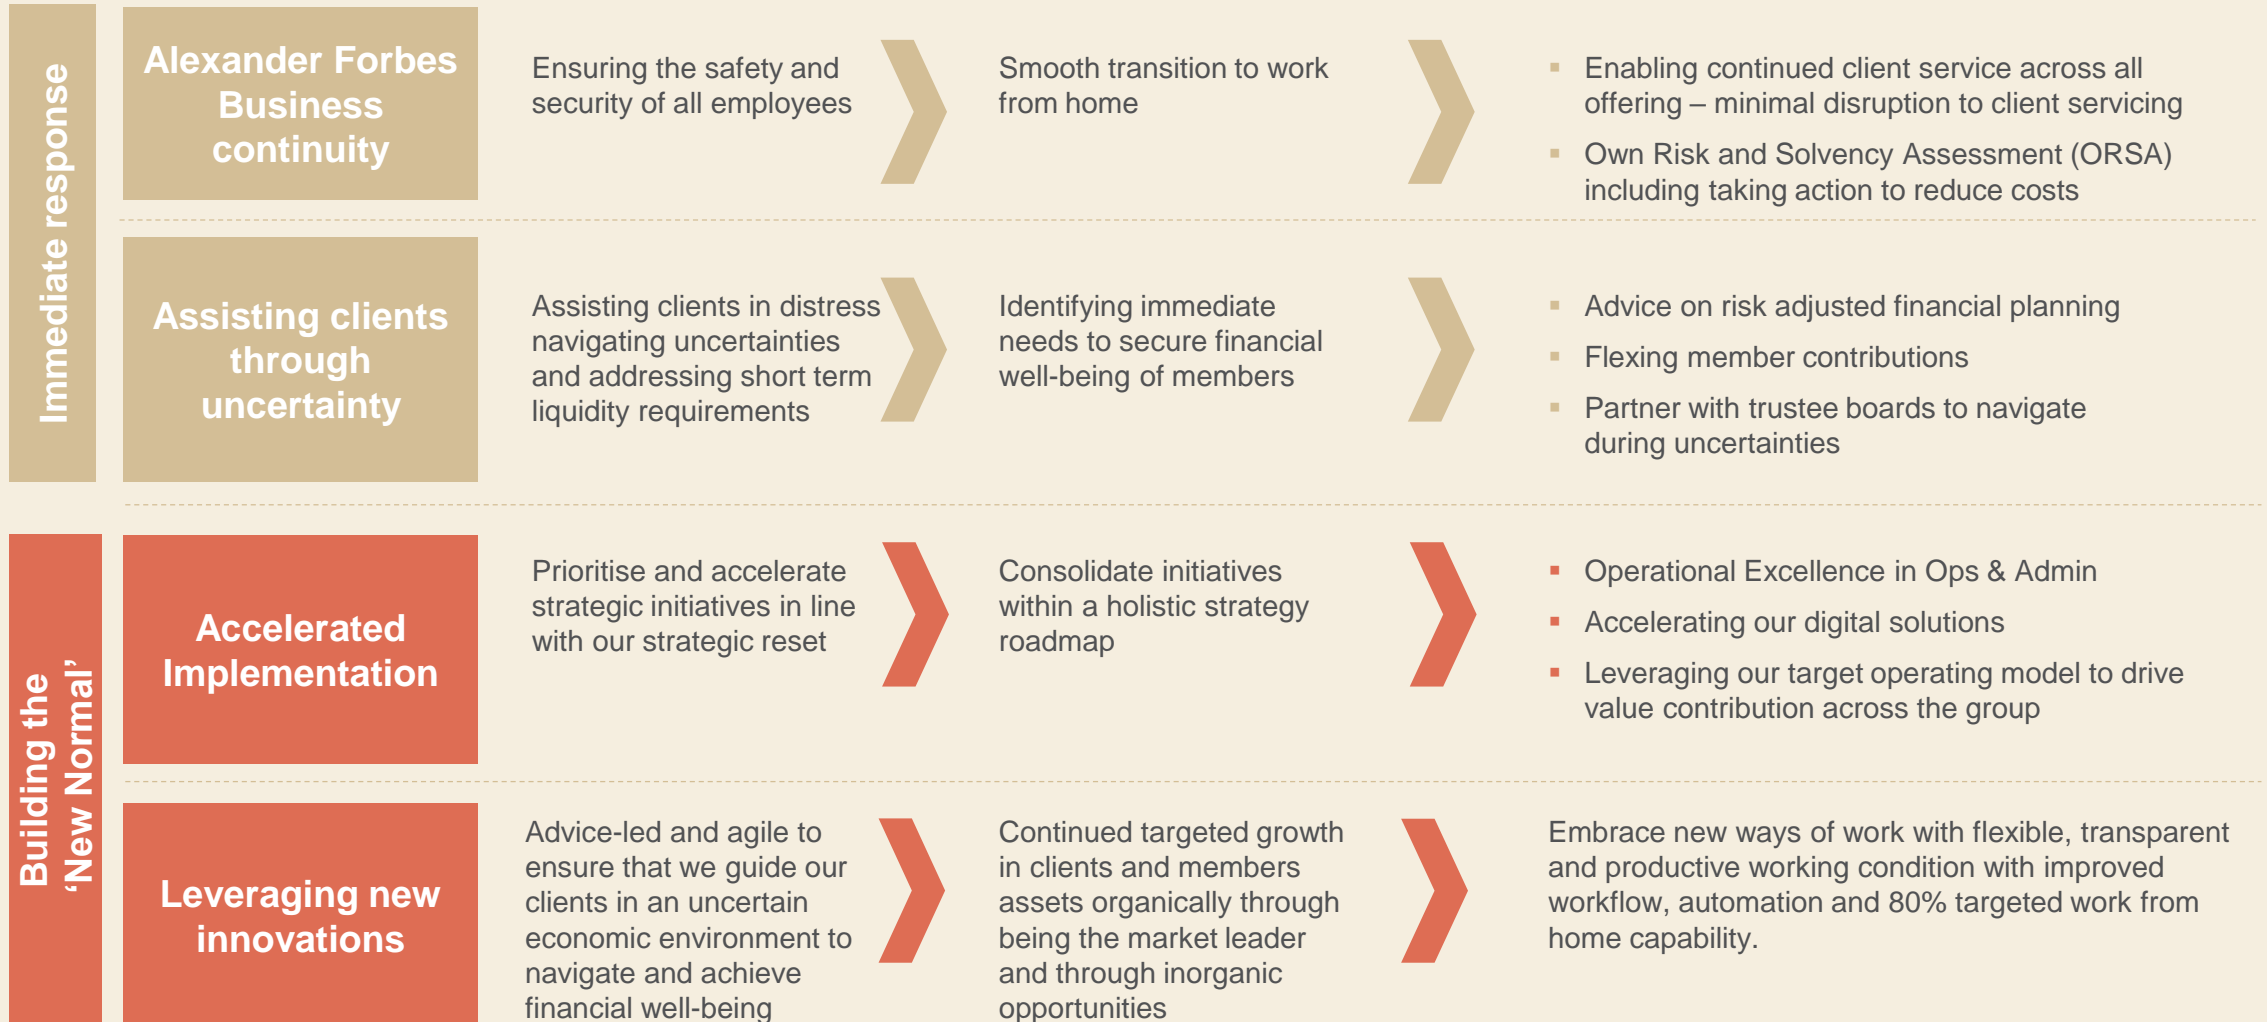 Immediate response
Alexander Forbes
Business
continuity
Ensuring the safety and
security of all employees
Smooth transition to work
from home
▪ Enabling continued client service across all
offering – minimal disruption to client servicing
▪ Own Risk and Solvency Assessment (ORSA)
including taking action to reduce costs
Assisting clients
through
uncertainty
Assisting clients in distress
navigating uncertainties
and addressing short term
liquidity requirements
Identifying immediate
needs to secure financial
well-being of members
▪ Advice on risk adjusted financial planning
▪ Flexing member contributions
▪ Partner with trustee boards to navigate
during uncertainties
Building the
‘New Normal’
Accelerated
Implementation
Prioritise and accelerate
strategic initiatives in line
with our strategic reset
Consolidate initiatives
within a holistic strategy
roadmap
▪ Operational Excellence in Ops & Admin
▪ Accelerating our digital solutions
▪ Leveraging our target operating model to drive
value contribution across the group
Leveraging new
innovations
Advice-led and agile to
ensure that we guide our
clients in an uncertain
economic environment to
navigate and achieve
financial well-being
Continued targeted growth
in clients and members
assets organically through
being the market leader
and through inorganic
opportunities
Embrace new ways of work with flexible, transparent
and productive working condition with improved
workflow, automation and 80% targeted work from
home capability.